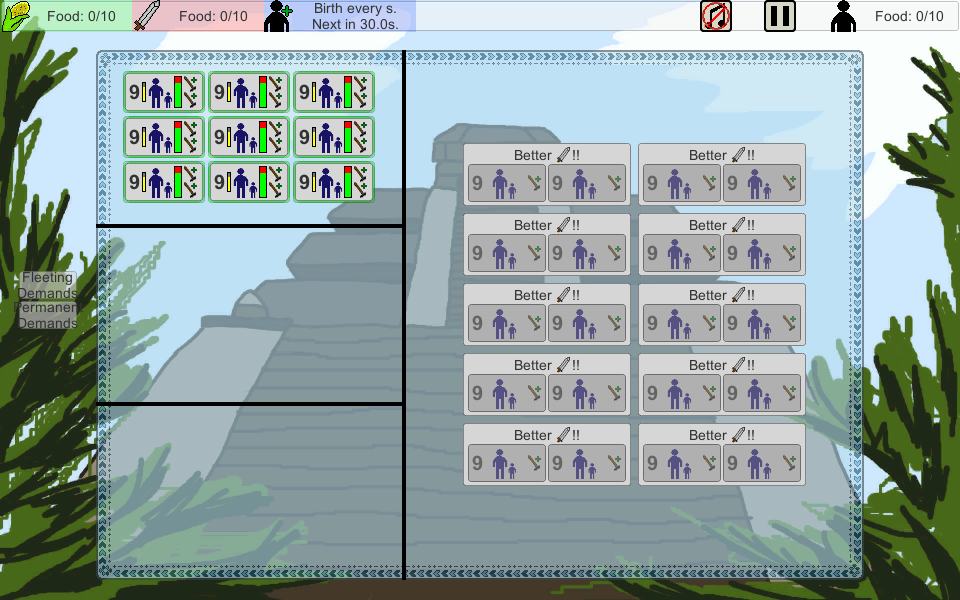 Food: 0/10
Food: 0/10
Birth every s.
Next in 30.0s.
Food: 0/10
9 9 9
9 9 9
9 9 9
Better !!
Better !!
9 9
9 9
Better !!
Better !!
9 9
9 9
Better !!
Better !!
9 9
9 9
Better !!
Better !!
9 9
9 9
Better !!
Better !!
9 9
9 9
Fleeting
Demands
Permanent
Demands